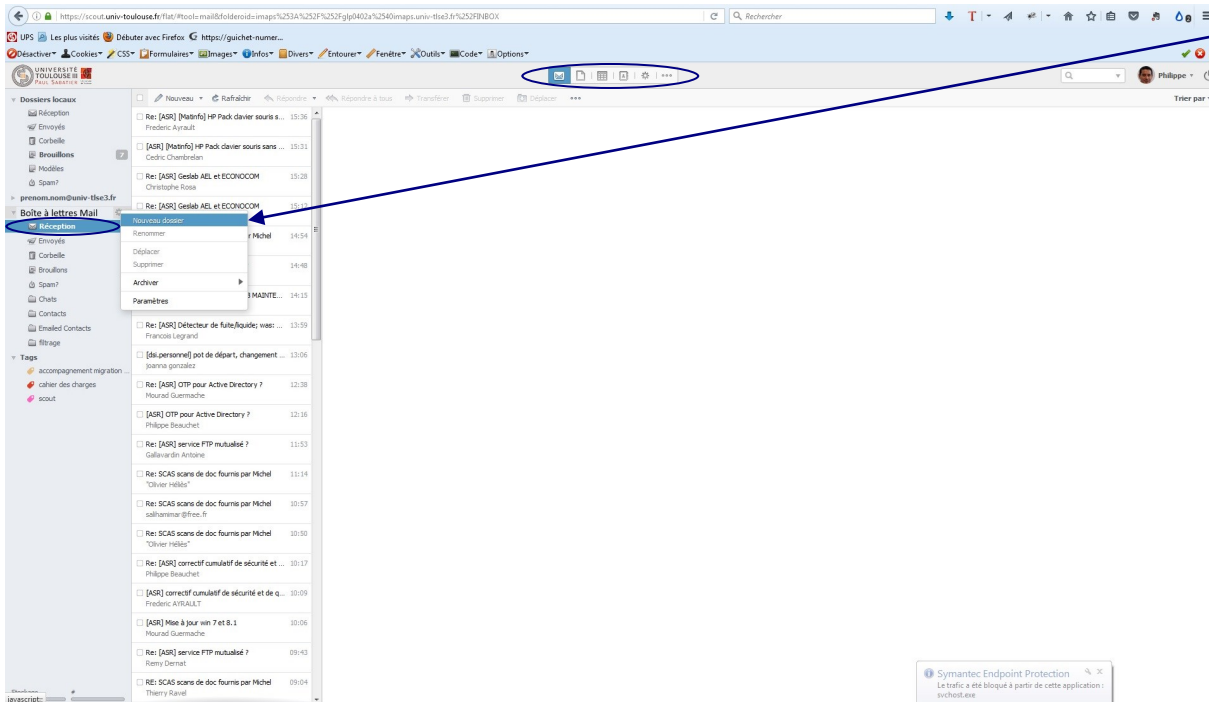 https://scout.univ-toulouse.fr/flat/#tool=mail&folderoid=imaps%253A%252F%252Fglp0402a%2540imaps.univ-tlse3.fr%252FINBOX
Rechercher
UPS Les plus visités Débuter avec Firefox https://guichet-numer...
Désactiver Cookies CSS Formulaires Images Infos Divers Entourer Fenêtre Outils Code Options
UNIVERSITÉ
TOULOUSE III
PAUL SABATIER
Philippe
Nouveau Rafraîchir Répondre Répondre à tous Transférer Supprimer Déplacer
Trier par
Dossiers locaux
Réception
Envoyés
Corbeille
Brouillons 7
Modèles
Spam?
prenom.nom@univ-tlse3.fr
Boîte à lettres Mail
Réception
Envoyés
Corbeille
Brouillons
Spam?
Chats
Contacts
Emailed Contacts
filtrage
Tags
accompagnement migration ...
cahier des charges
scout
Nouveau dossier
Renommer
Déplacer
Supprimer
Archiver
Paramètres
Re: [ASR] [Matinfo] HP Pack clavier souris s... 15:36
Frederic Ayrault
[ASR] [Matinfo] HP Pack clavier souris sans ... 15:31
Cedric Chambrelan
Re: [ASR] Geslab AEL et ECONOCOM 15:28
Christophe Rosa
Re: [ASR] Geslab AEL et ECONOCOM 15:17
r Michel 14:54
14:48
MAINTE... 14:15
Re: [ASR] Détecteur de fuite/liquide; was: ... 13:59
Francois Legrand
[dsi.personnel] pot de départ, changement ... 13:06
joanna gonzalez
Re: [ASR] OTP pour Active Directory ? 12:38
Mourad Guermache
[ASR] OTP pour Active Directory ? 12:16
Philippe Beauchet
Re: [ASR] service FTP mutualisé ? 11:53
Gallavardin Antoine
Re: SCAS scans de doc fournis par Michel 11:14
"Olivier Héliès"
Re: SCAS scans de doc fournis par Michel 10:57
salihamimar@free.fr
Re: SCAS scans de doc fournis par Michel 10:50
"Olivier Héliès"
Re: [ASR] correctif cumulatif de sécurité et ... 10:17
Philippe Beauchet
[ASR] correctif cumulatif de sécurité et de q... 10:09
Frederic AYRAULT
[ASR] Mise à jour win 7 et 8.1 10:06
Mourad Guermache
Re: [ASR] service FTP mutualisé ? 09:43
Remy Dernat
RE: SCAS scans de doc fournis par Michel 09:04
Thierry Ravel
javascript:
Symantec Endpoint Protection
Le trafic a été bloqué à partir de cette application :
svchost.exe